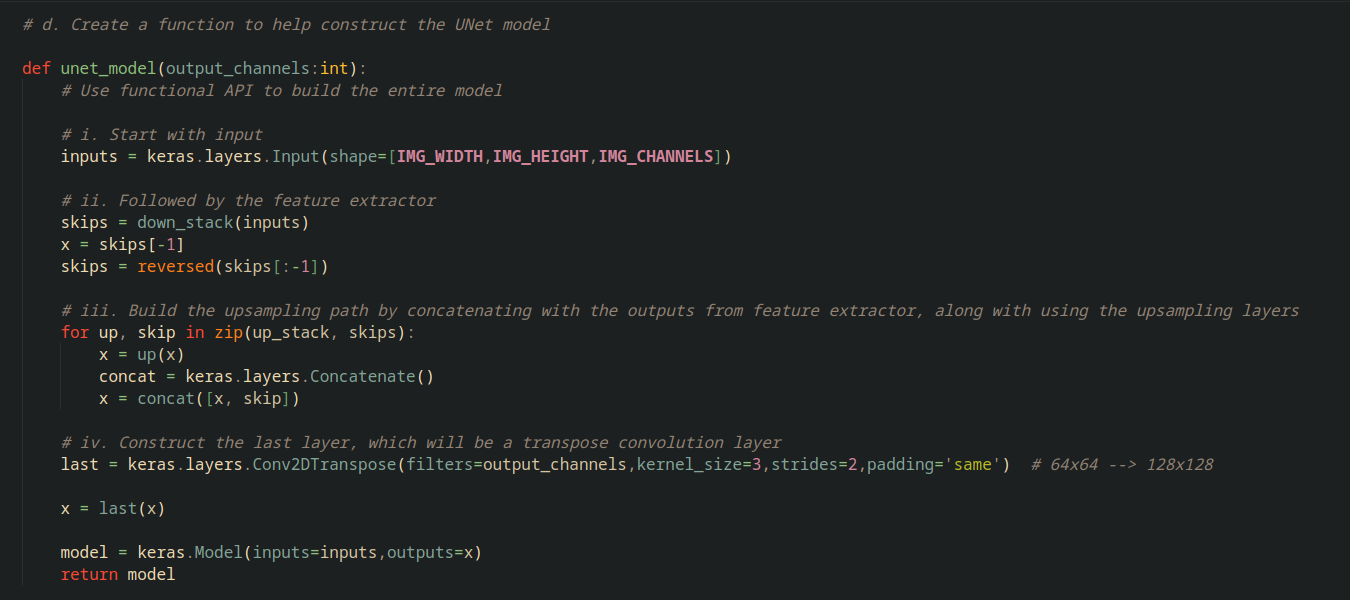 # d. Create a function to help construct the UNet model
def unet_model(output_channels:int):
# Use functional API to build the entire model
# i. Start with input
inputs = keras.layers.Input(shape=[IMG_WIDTH,IMG_HEIGHT,IMG_CHANNELS])
# ii. Followed by the feature extractor
skips = down_stack(inputs)
x = skips[-1]
skips = reversed(skips[:-1])
# iii. Build the upsampling path by concatenating with the outputs from feature extractor, along with using the upsampling layers
for up, skip in zip(up_stack, skips):
x = up(x)
concat = keras.layers.Concatenate()
x = concat([x, skip])
# iv. Construct the last layer, which will be a transpose convolution layer
last = keras.layers.Conv2DTranspose(filters=output_channels,kernel_size=3,strides=2,padding='same')  # 64x64 --> 128x128
x = last(x)
model = keras.Model(inputs=inputs,outputs=x)
return model